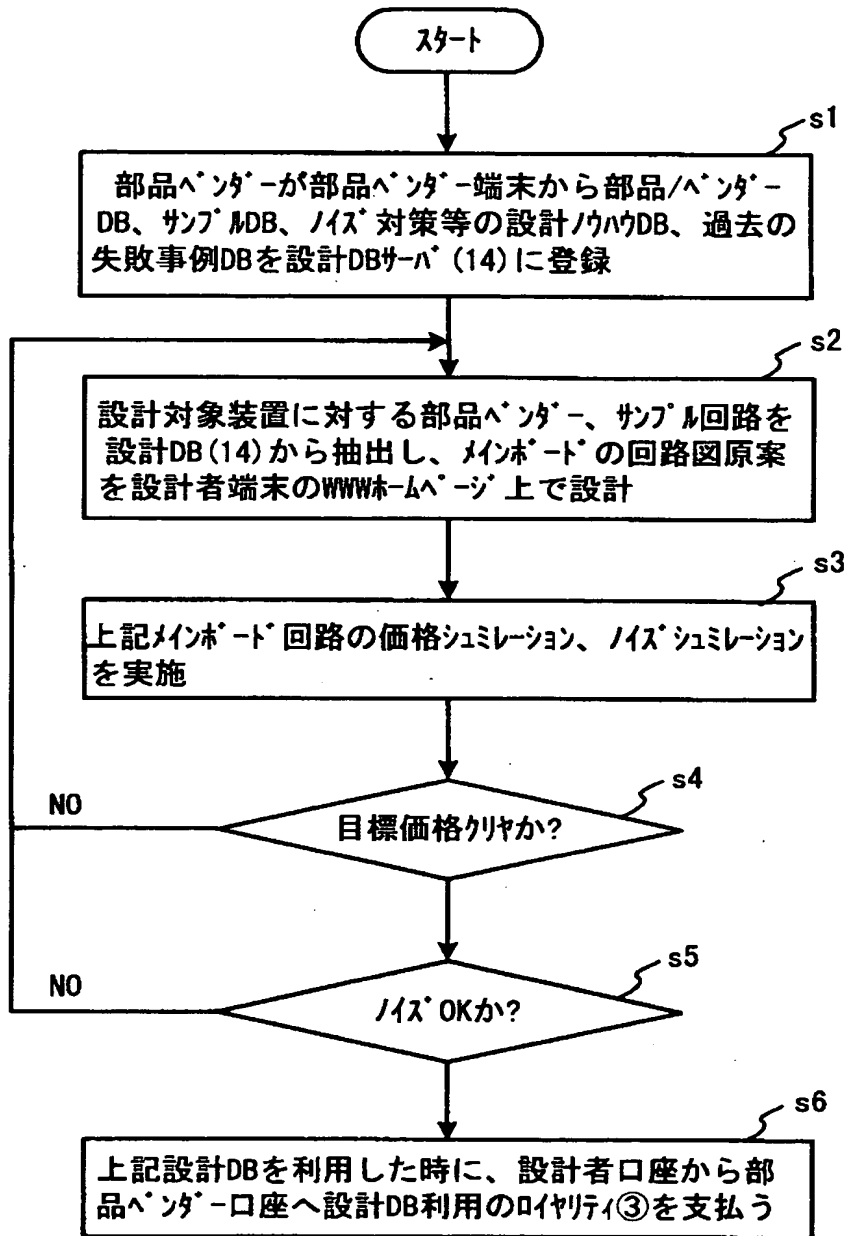 スタート
s1
部品ﾍﾞﾝﾀﾞｰが部品ﾍﾞﾝﾀﾞｰ端末から部品/ﾍﾞﾝﾀﾞｰ
DB、ｻﾝﾌﾟﾙDB、ﾉｲｽﾞ対策等の設計ﾉｳﾊｳDB、過去の
失敗事例DBを設計DBｻｰﾊﾞ(14)に登録
s2
設計対象装置に対する部品ﾍﾞﾝﾀﾞｰ、ｻﾝﾌﾟﾙ回路を
設計DB(14)から抽出し、ﾒｲﾝﾎﾞｰﾄﾞの回路図原案
を設計者端末のWWWﾎｰﾑﾍﾟｰｼﾞ上で設計
s3
上記ﾒｲﾝﾎﾞｰﾄﾞ回路の価格ｼｭﾐﾚｰｼｮﾝ、ﾉｲｽﾞｼｭﾐﾚｰｼｮﾝ
を実施
s4
NO
目標価格ｸﾘﾔか?
s5
NO
ﾉｲｽﾞOKか?
s6
上記設計DBを利用した時に、設計者口座から部
品ﾍﾞﾝﾀﾞｰ口座へ設計DB利用のﾛｲﾔﾘﾃｨ③を支払う